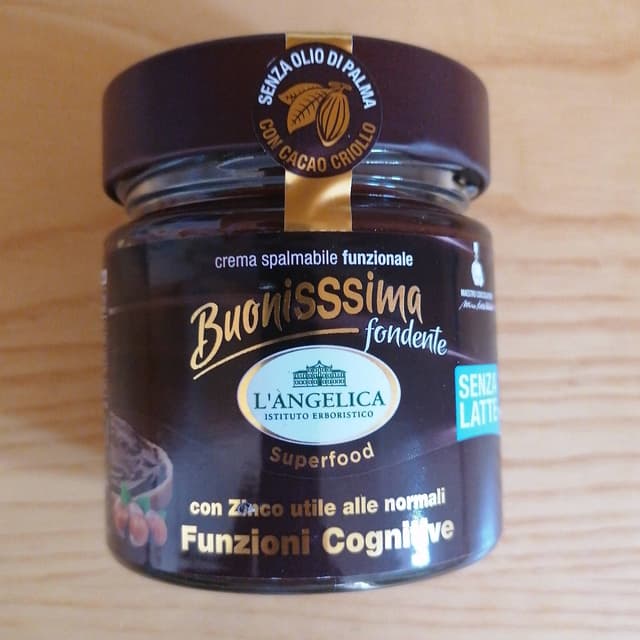 SENZA OLIO DI PALMA
CON CACAO CRIOLLO
crema spalmabile funzionale
BuonisSSsima
fondente
L'ANGELICA
ISTITUTO ERBORISTICO
Superfood
SENZA
LATTE
con Zinco utile alle normali
Funzioni Cognitive